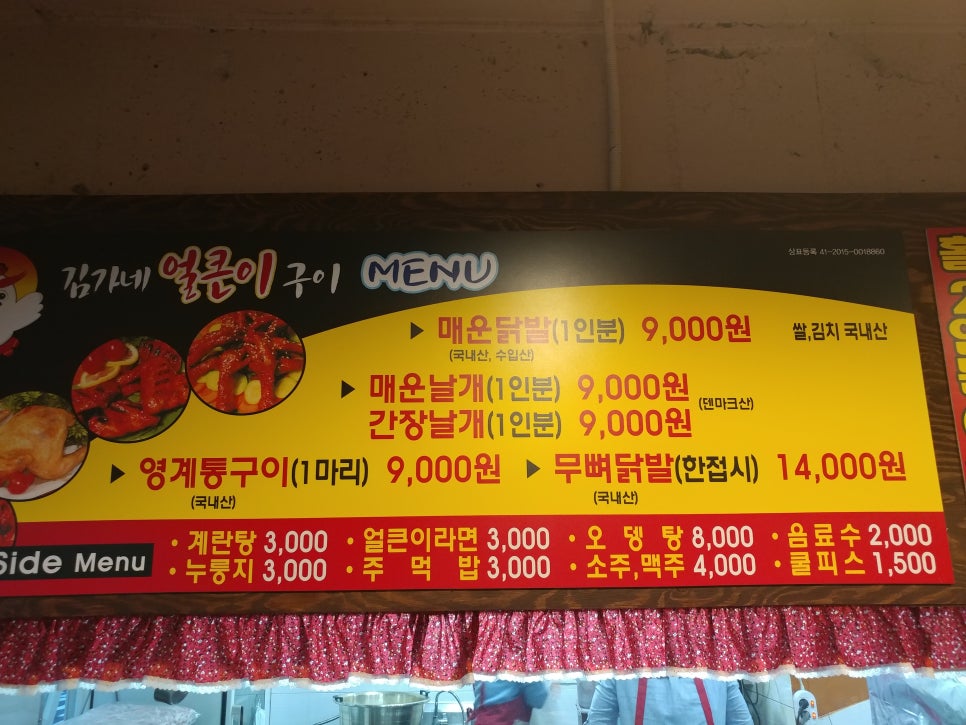 김가네 얼큰이 구이 MENU
상표등록 41-2015-0018860
▶ 매운닭발(1인분) 9,000원 쌀,김치 국내산
(국내산, 수입산)
▶ 매운날개(1인분) 9,000원
(덴마크산)
간장날개(1인분) 9,000원
▶ 영계통구이(1마리) 9,000원 ▶ 무뼈닭발(한접시) 14,000원
(국내산) (국내산)
Side Menu
· 계란탕 3,000 · 얼큰이라면 3,000 · 오 뎅 탕 8,000 · 음료수 2,000
· 누룽지 3,000 · 주 먹 밥 3,000 · 소주,맥주 4,000 · 쿨피스 1,500